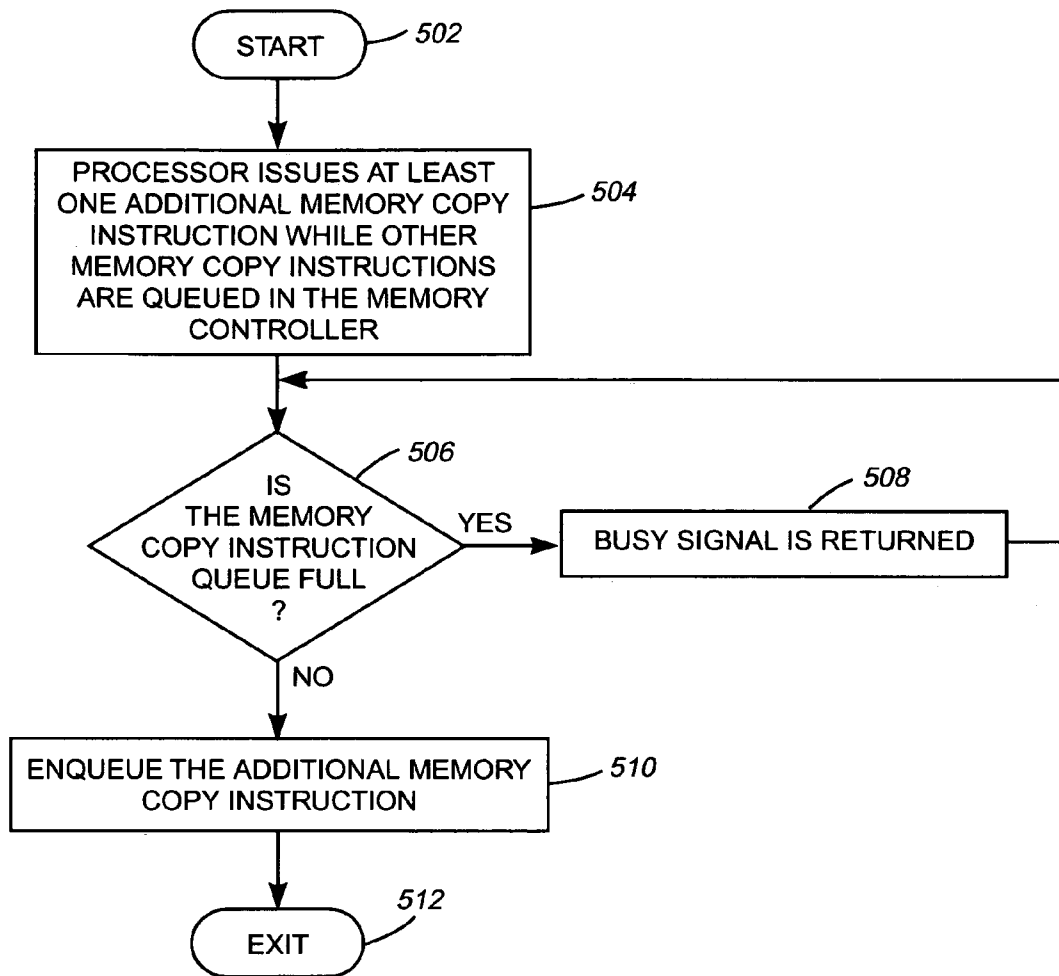 START
502
PROCESSOR ISSUES AT LEAST
ONE ADDITIONAL MEMORY COPY
INSTRUCTION WHILE OTHER
MEMORY COPY INSTRUCTIONS
ARE QUEUED IN THE MEMORY
CONTROLLER
504
IS
THE MEMORY
COPY INSTRUCTION
QUEUE FULL
?
506
YES
BUSY SIGNAL IS RETURNED
508
NO
ENQUEUE THE ADDITIONAL MEMORY
COPY INSTRUCTION
510
EXIT
512